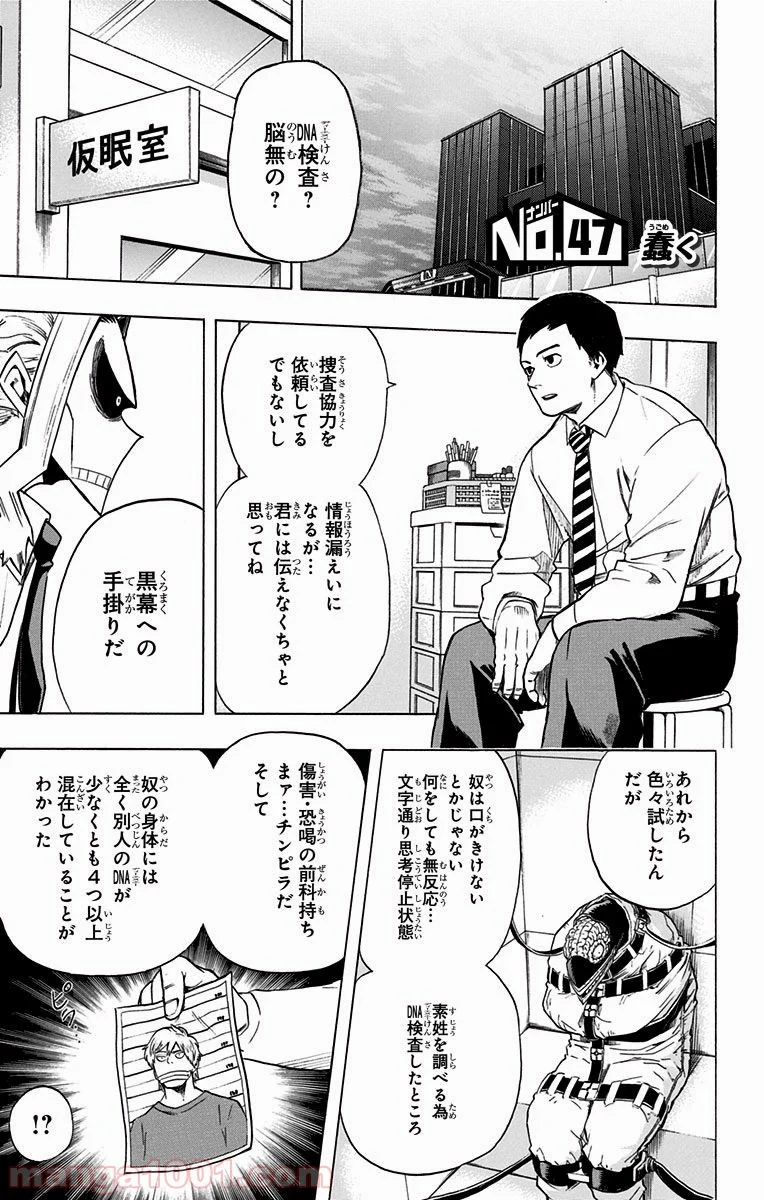 No.47
ナンバー
蠢く
うごめ
仮眠室
DNA検査?
脳無の?
捜査協力を
依頼してる
でもないし
情報漏えいに
なるが…
君には伝えなくちゃと
思ってね
黒幕への
手掛りだ
あれから
色々試したん
だが
奴は口がきけない
とかじゃない
何をしても無反応…
文字通り思考停止状態
素姓を調べる為
DNA検査したところ
傷害・恐喝の前科持ち
まァ…チンピラだ
そして
奴の身体には
全く別人のDNAが
少なくとも4つ以上
混在していることが
わかった
ピラ…
!?
manga1001.com